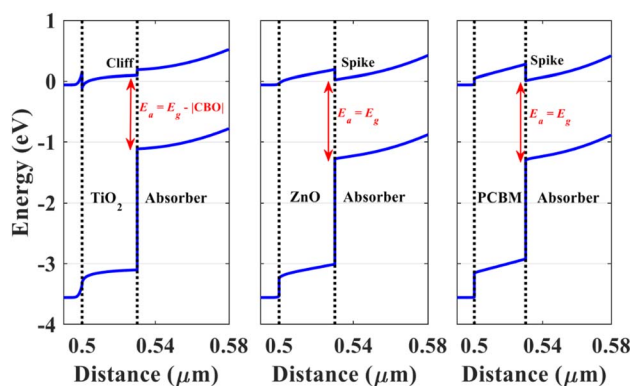 Energy (eV)
1
0
-1
-2
-3
-4
Cliff
E_a = E_g - |CBO|
TiO₂ Absorber
0.5 0.54 0.58
Distance (μm)
Spike
E_a = E_g
ZnO Absorber
0.5 0.54 0.58
Distance (μm)
Spike
E_a = E_g
PCBM Absorber
0.5 0.54 0.58
Distance (μm)